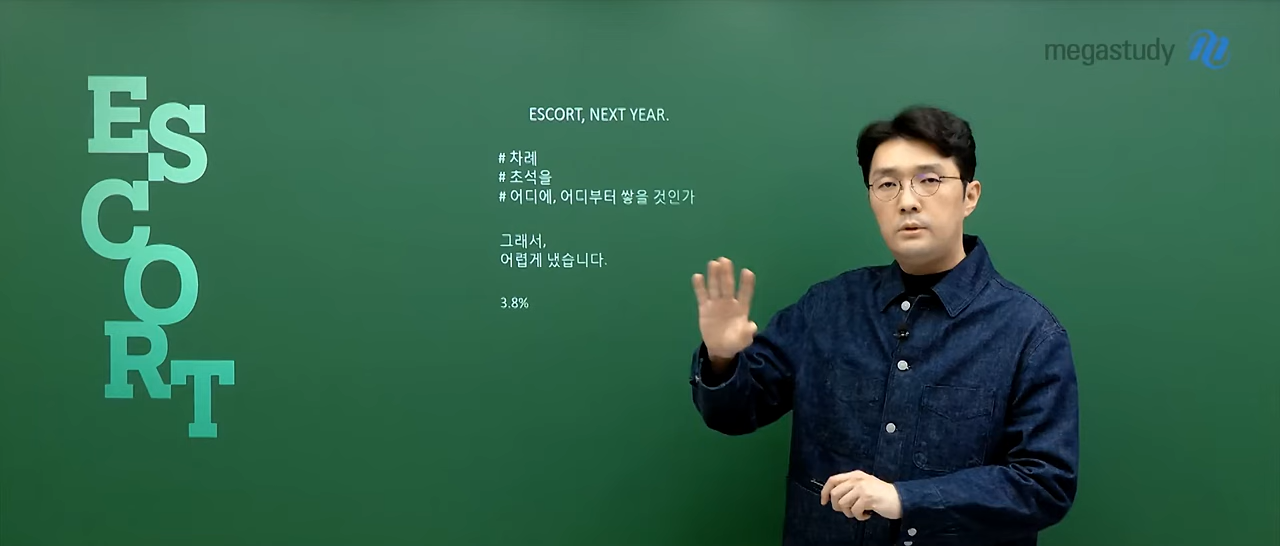 megastudy
ESCORT
ESCORT, NEXT YEAR.
# 차례
# 초석을
# 어디에, 어디부터 쌓을 것인가
그래서,
어렵게 냈습니다.
3.8%